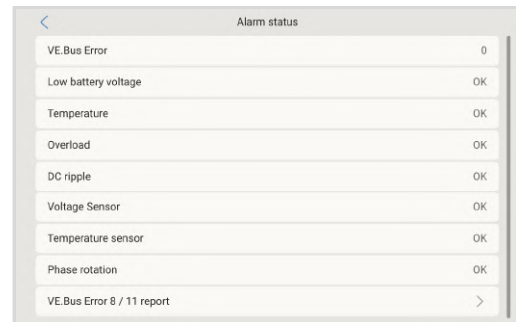 Alarm status
VE.Bus Error 0
Low battery voltage OK
Temperature OK
Overload OK
DC ripple OK
Voltage Sensor OK
Temperature sensor OK
Phase rotation OK
VE.Bus Error 8 / 11 report